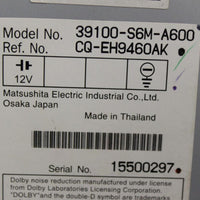 Model No. 39100-S6M-A600
Ref. No. CQ-EH9460AK
12V
Matsushita Electric Industrial Co., Ltd.
Osaka Japan
Made in Thailand
Serial No. 15500297
Dolby noise reduction manufactured under license
from Dolby Laboratories Licensing Corporation.
"DOLBY" and the double-D symbol are trademarks